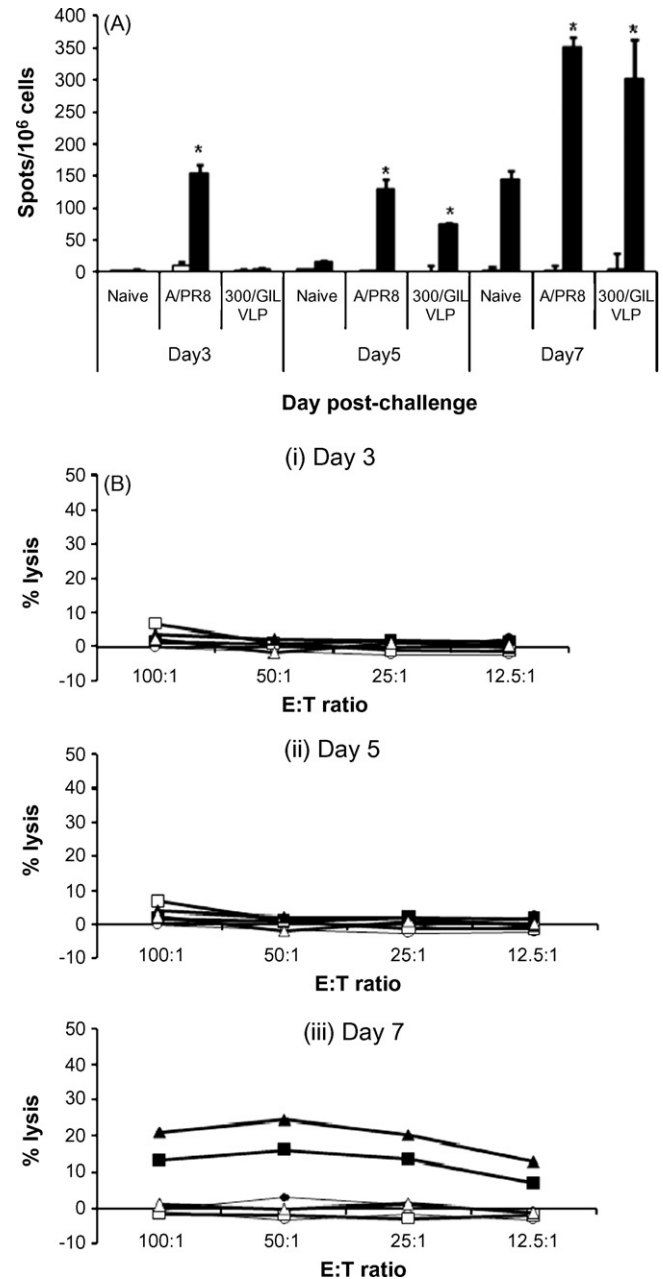 (A)
Spots/10⁶ cells
400
350
300
250
200
150
100
50
0
* * * * *
Naive A/PR8 300/GIL VLP Naive A/PR8 300/GIL VLP Naive A/PR8 300/GIL VLP
Day3 Day5 Day7
Day post-challenge
(i) Day 3
(B)
% lysis
50
40
30
20
10
0
-10
100:1 50:1 25:1 12.5:1
E:T ratio
(ii) Day 5
% lysis
50
40
30
20
10
0
-10
100:1 50:1 25:1 12.5:1
E:T ratio
(iii) Day 7
% lysis
50
40
30
20
10
0
-10
100:1 50:1 25:1 12.5:1
E:T ratio